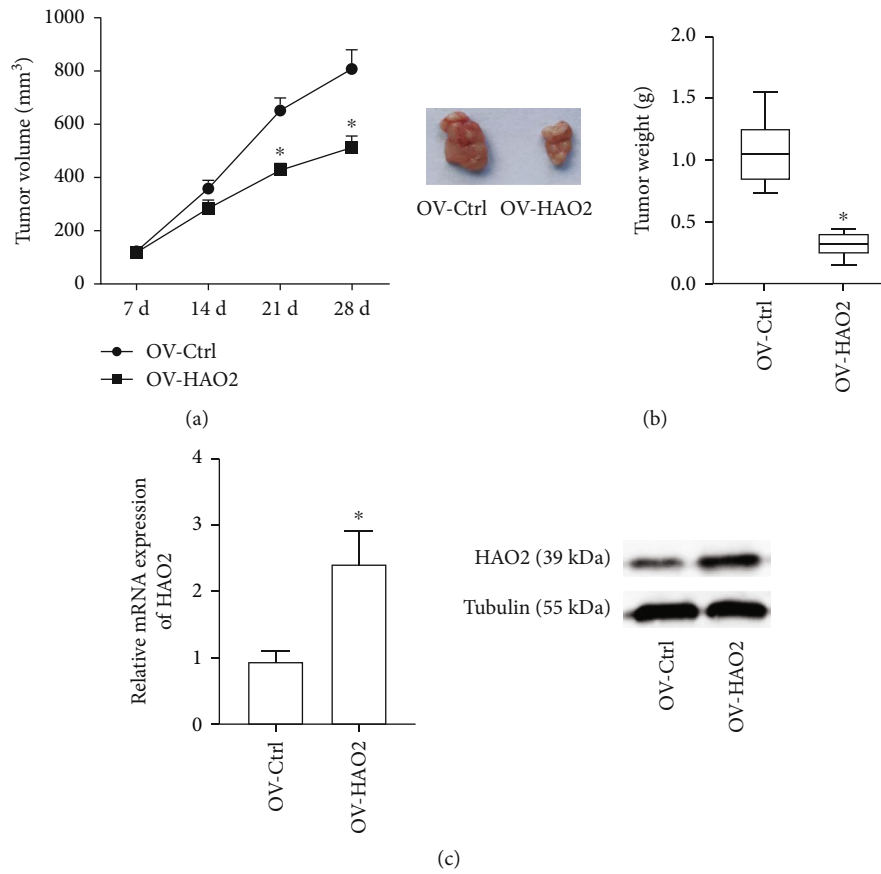 1000
800
600
400
200
0
Tumor volume (mm³)
7 d 14 d 21 d 28 d
*
*
OV-Ctrl
OV-HAO2
(a)
OV-Ctrl OV-HAO2
2.0
1.5
1.0
0.5
0.0
Tumor weight (g)
*
OV-Ctrl
OV-HAO2
(b)
4
3
2
1
0
Relative mRNA expression
of HAO2
*
OV-Ctrl
OV-HAO2
HAO2 (39 kDa)
Tubulin (55 kDa)
OV-Ctrl
OV-HAO2
(c)